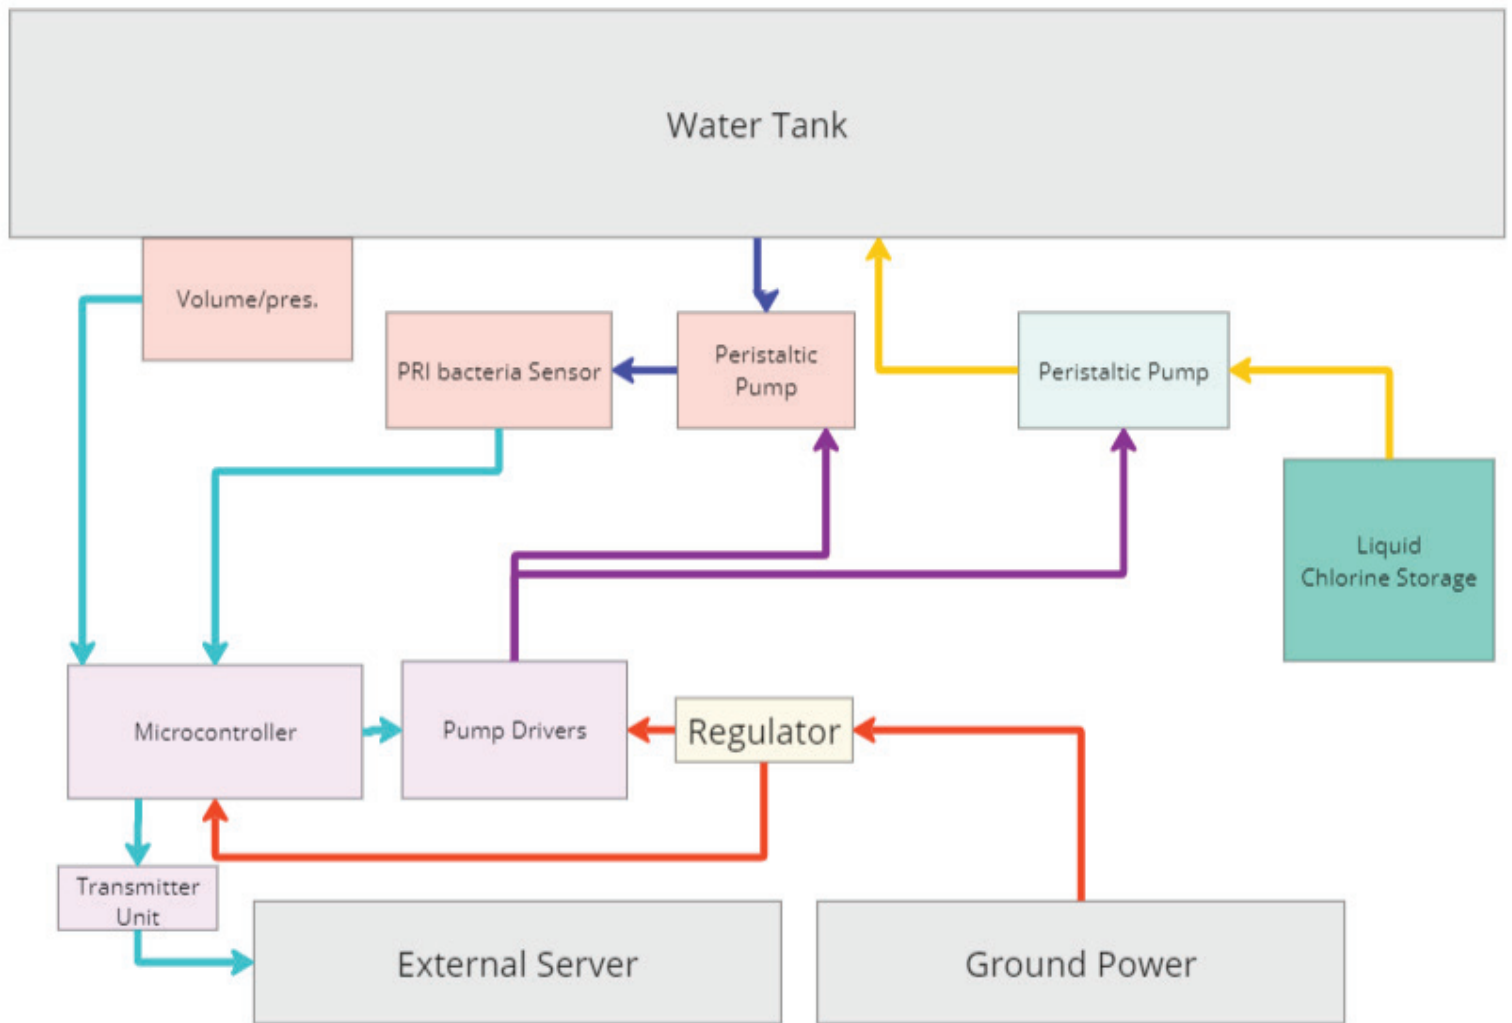 Water Tank
Volume/pres.
PRI bacteria Sensor
Peristaltic
Pump
Peristaltic Pump
Liquid
Chlorine Storage
Microcontroller
Pump Drivers
Regulator
Transmitter
Unit
External Server
Ground Power